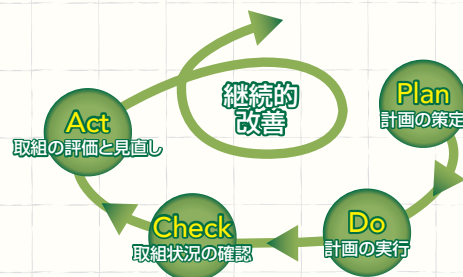 継続的
改善
Plan
計画の策定
Act
取組の評価と見直し
Do
計画の実行
Check
取組状況の確認